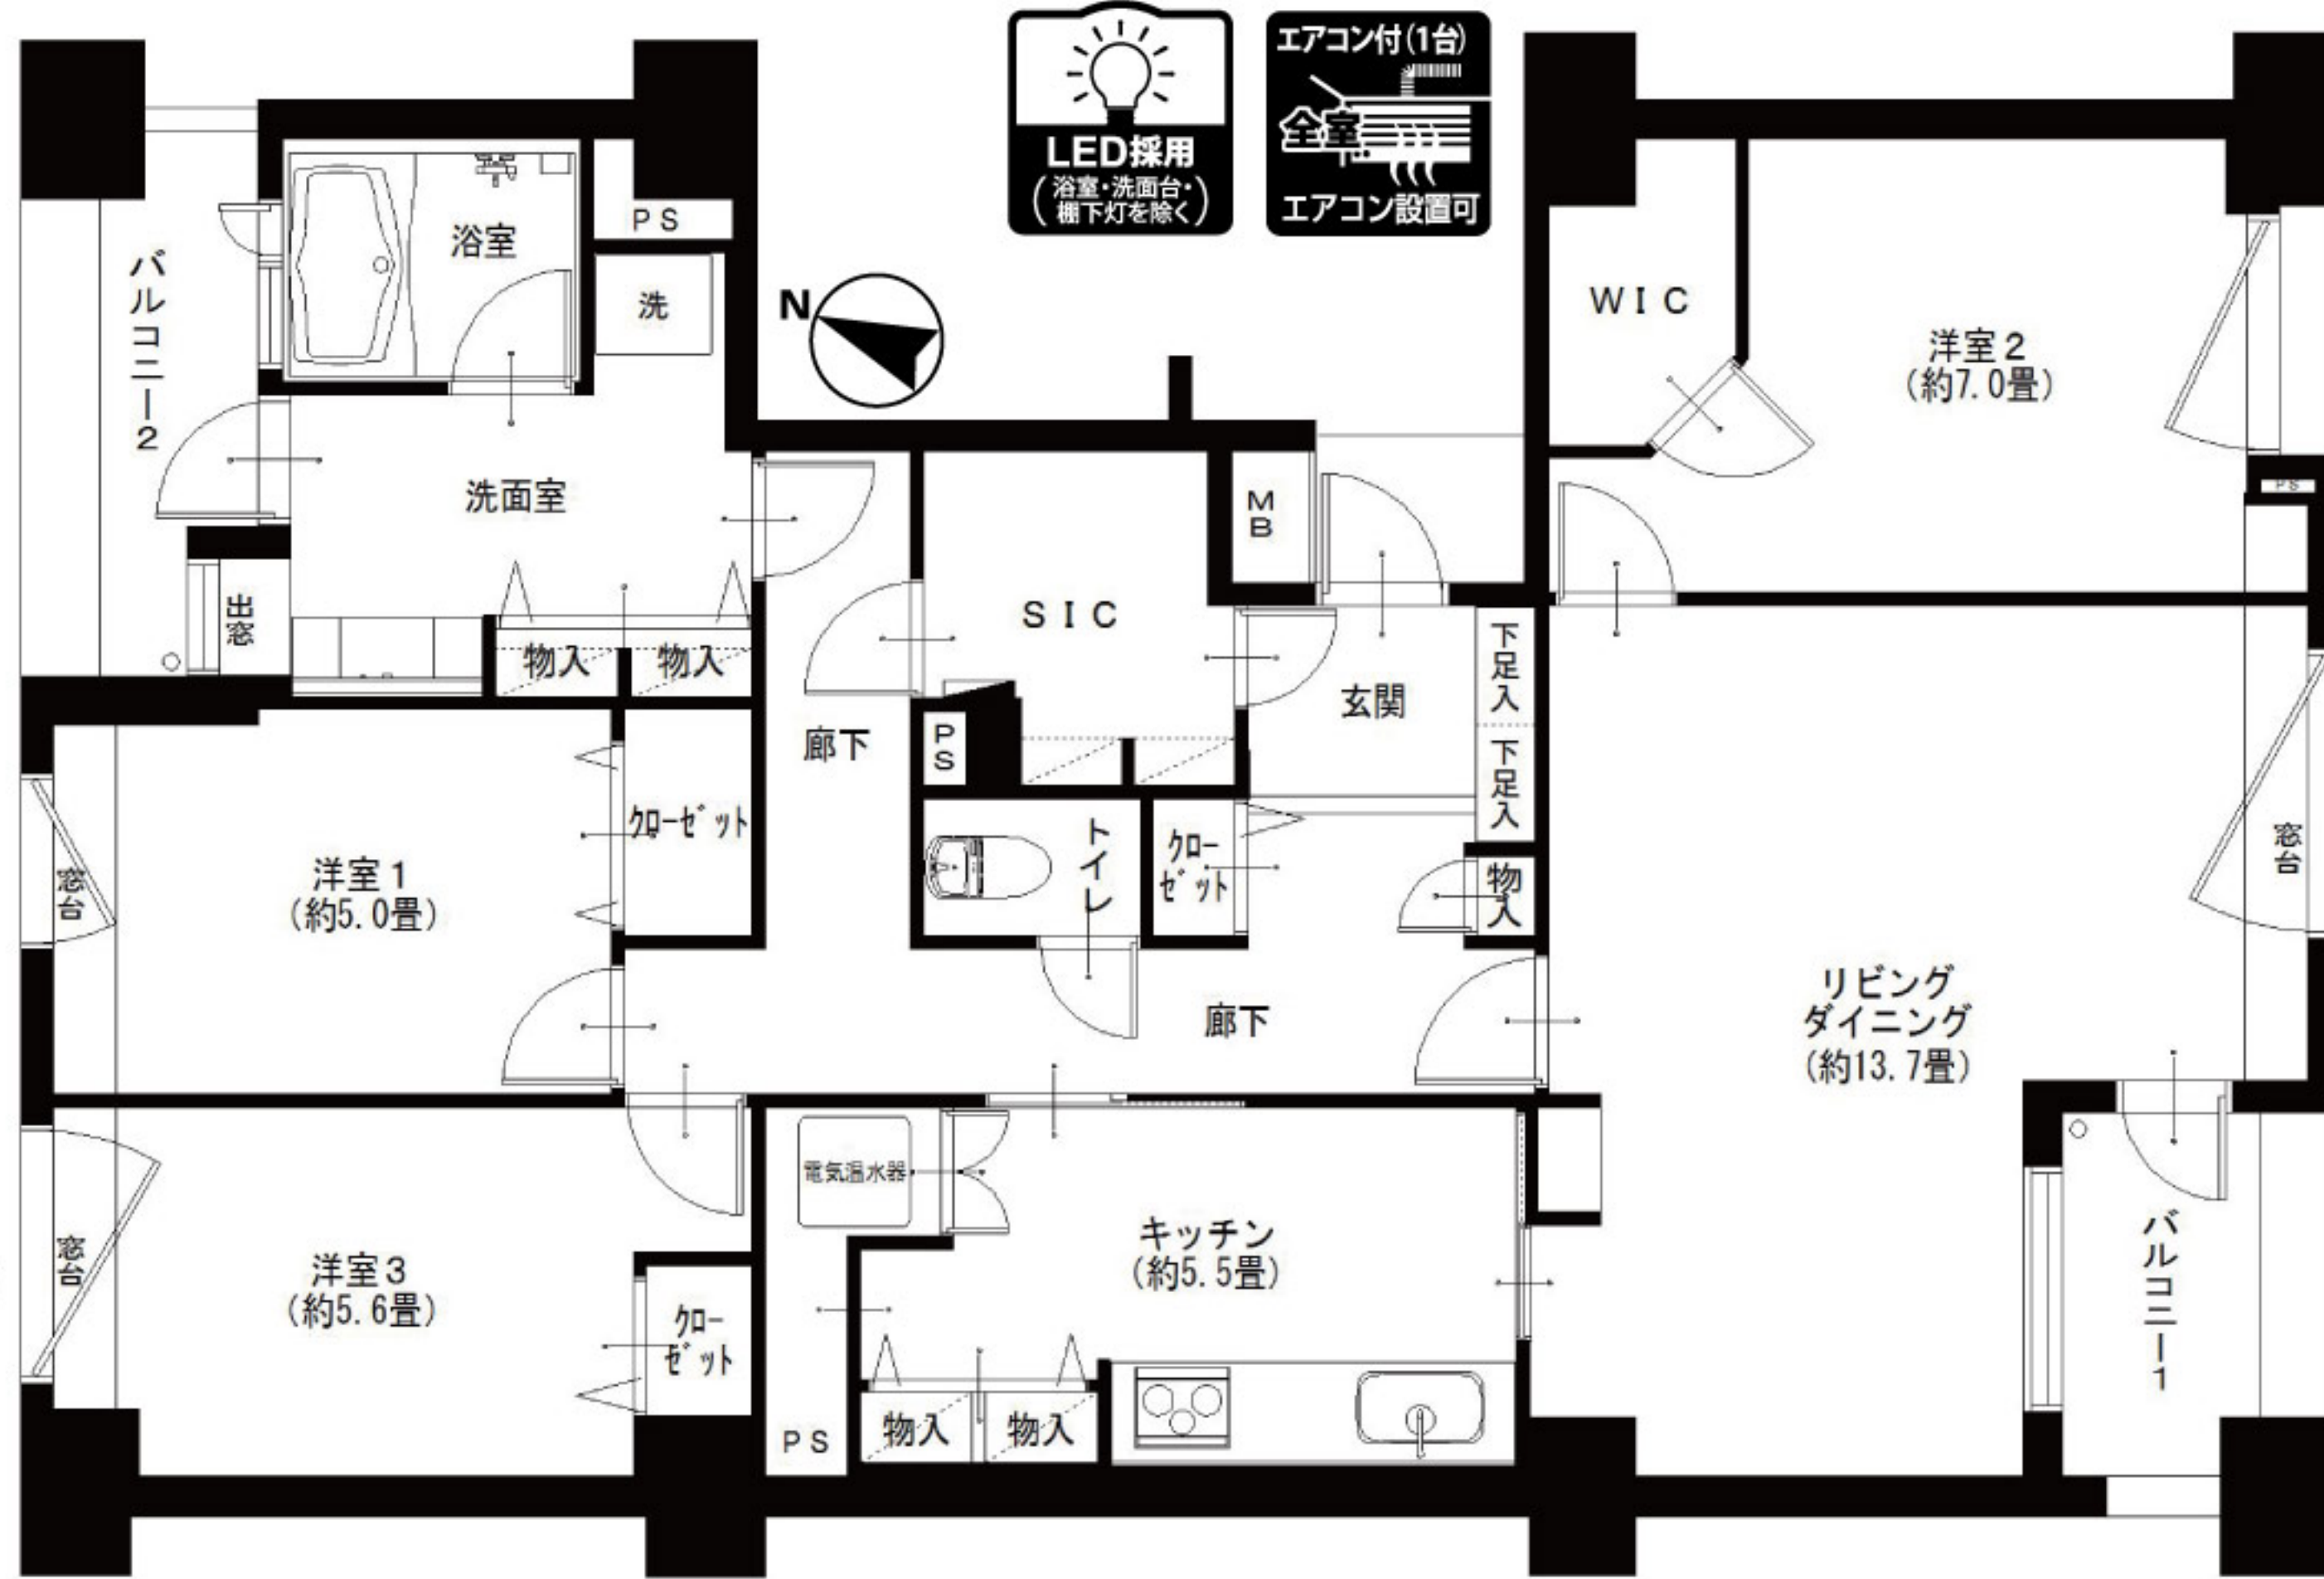 エアコン付(1台)
全室
エアコン設置可
LED採用
(浴室・洗面台・
棚下灯を除く)
N
浴室
PS
洗
バルコニー2
洗面室
出窓
物入
物入
WIC
洋室2
(約7.0畳)
PS
MB
SIC
下足入
玄関
下足入
廊下
PS
クローゼット
トイレ
クロー
ゼット
物入
洋室1
(約5.0畳)
窓台
窓台
リビング
ダイニング
(約13.7畳)
廊下
電気温水器
キッチン
(約5.5畳)
洋室3
(約5.6畳)
窓台
クロー
ゼット
PS
物入
物入
バルコニー1